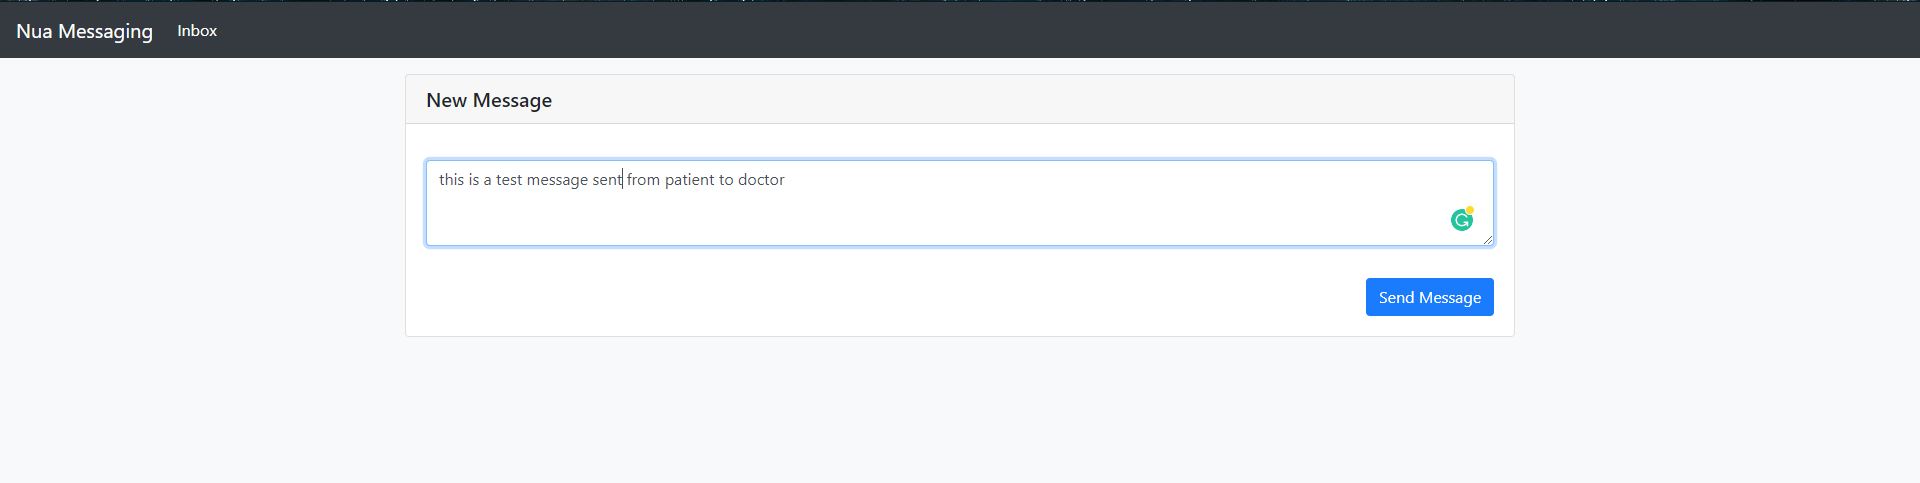 Nua Messaging Inbox
New Message
this is a test message sent from patient to doctor
Send Message